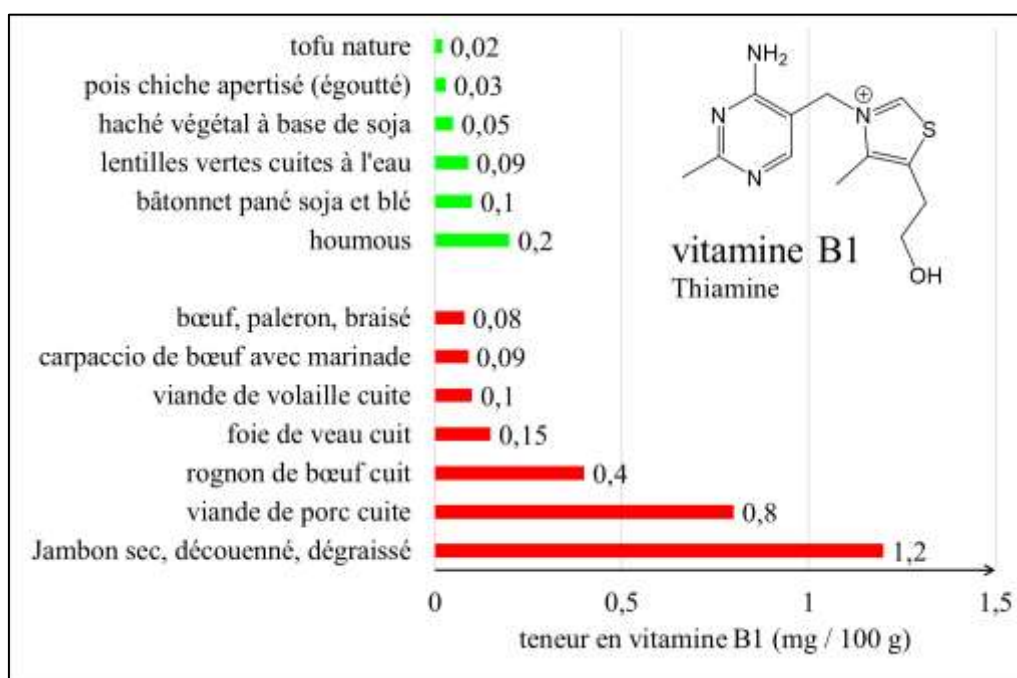 tofu nature 0,02
pois chiche apertisé (égoutté) 0,03
haché végétal à base de soja 0,05
lentilles vertes cuites à l'eau 0,09
bâtonnet pané soja et blé 0,1
houmous 0,2
bœuf, paleron, braisé 0,08
carpaccio de bœuf avec marinade 0,09
viande de volaille cuite 0,1
foie de veau cuit 0,15
rognon de bœuf cuit 0,4
viande de porc cuite 0,8
Jambon sec, découenné, dégraissé 1,2
0 0,5 1 1,5
teneur en vitamine B1 (mg / 100 g)
NH₂
N
N
N
+
S
OH
vitamine B1
Thiamine